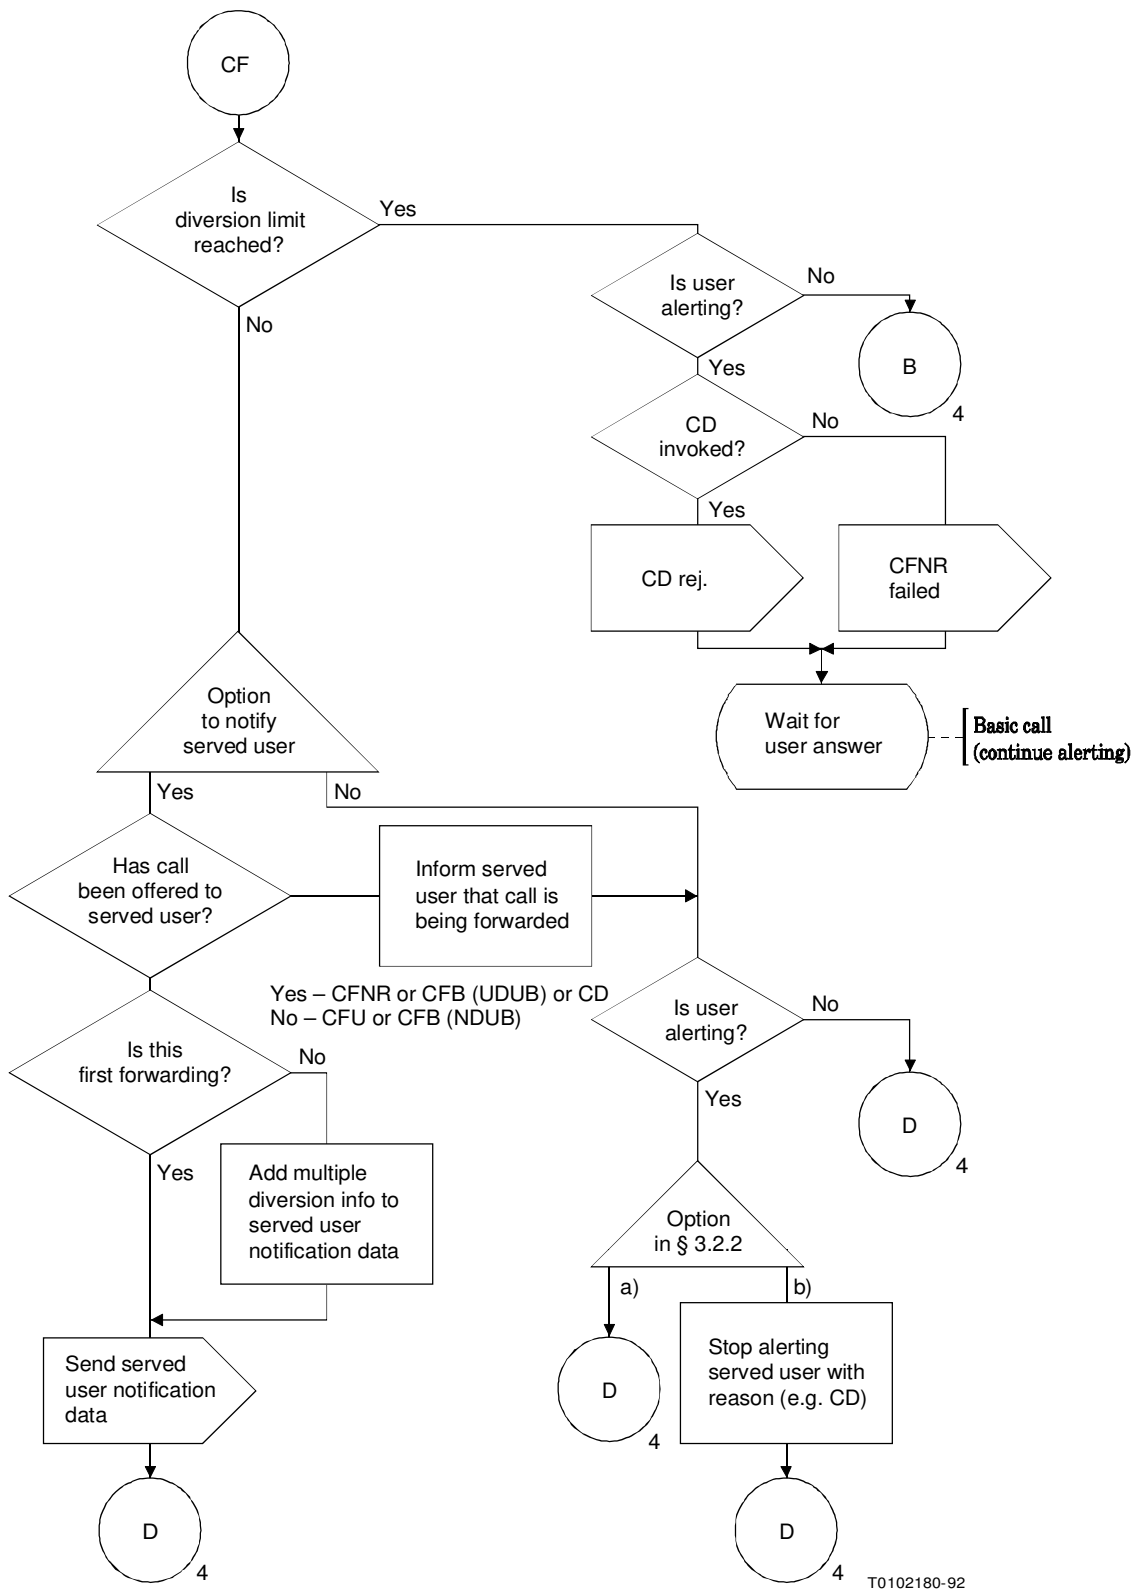 CF
Is
diversion limit
reached?
Yes
No
Is user
alerting?
No
B
4
Yes
CD
invoked?
No
Yes
CD rej.
CFNR
failed
Wait for
user answer
Basic call
(continue alerting)
Option
to notify
served user
Yes
No
Has call
been offered to
served user?
Inform served
user that call is
being forwarded
Yes – CFNR or CFB (UDUB) or CD
No – CFU or CFB (NDUB)
Is user
alerting?
No
D
4
Yes
Is this
first forwarding?
No
Yes
Add multiple
diversion info to
served user
notification data
Option
in § 3.2.2
a)
b)
D
4
Stop alerting
served user with
reason (e.g. CD)
Send served
user notification
data
D
4
D
4
T0102180-92